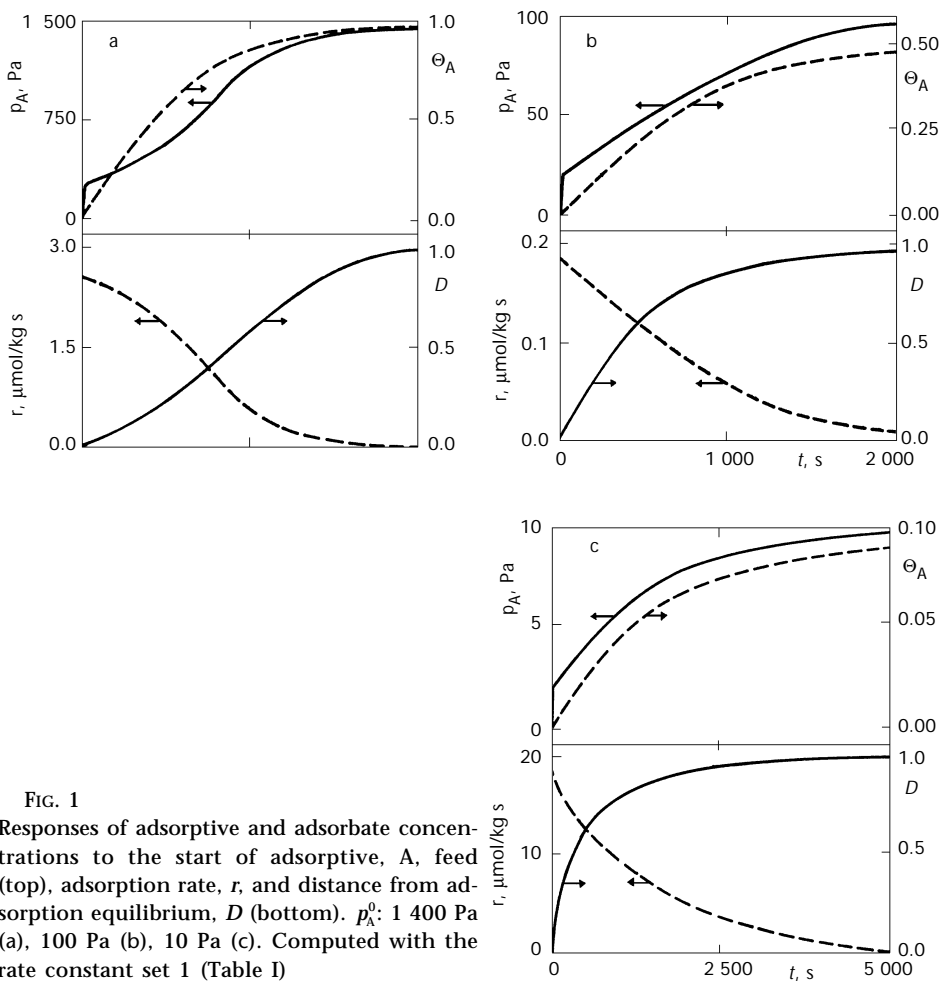 1 500
a
1.0
Θ_A
p_A, Pa
750
0.5
0
0.0
3.0
1.0
D
r, µmol/kg s
1.5
0.5
0.0
0.0
100
b
0.50
Θ_A
p_A, Pa
50
0.25
0
0.00
0.2
1.0
D
r, µmol/kg s
0.1
0.5
0.0
0.0
0
1 000
t, s
2 000
10
c
0.10
Θ_A
p_A, Pa
5
0.05
0
0.00
20
1.0
D
r, µmol/kg s
10
0.5
0
0.0
0
2 500
t, s
5 000
FIG. 1
Responses of adsorptive and adsorbate concen-
trations to the start of adsorptive, A, feed
(top), adsorption rate, r, and distance from ad-
sorption equilibrium, D (bottom). p_A^0: 1 400 Pa
(a), 100 Pa (b), 10 Pa (c). Computed with the
rate constant set 1 (Table I)